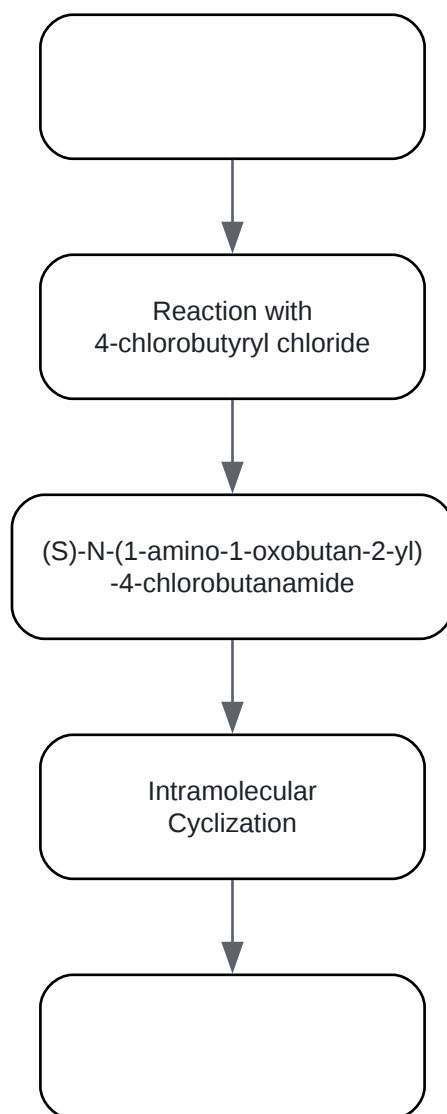 Reaction with
4-chlorobutyryl chloride
(S)-N-(1-amino-1-oxobutan-2-yl)
-4-chlorobutanamide
Intramolecular
Cyclization